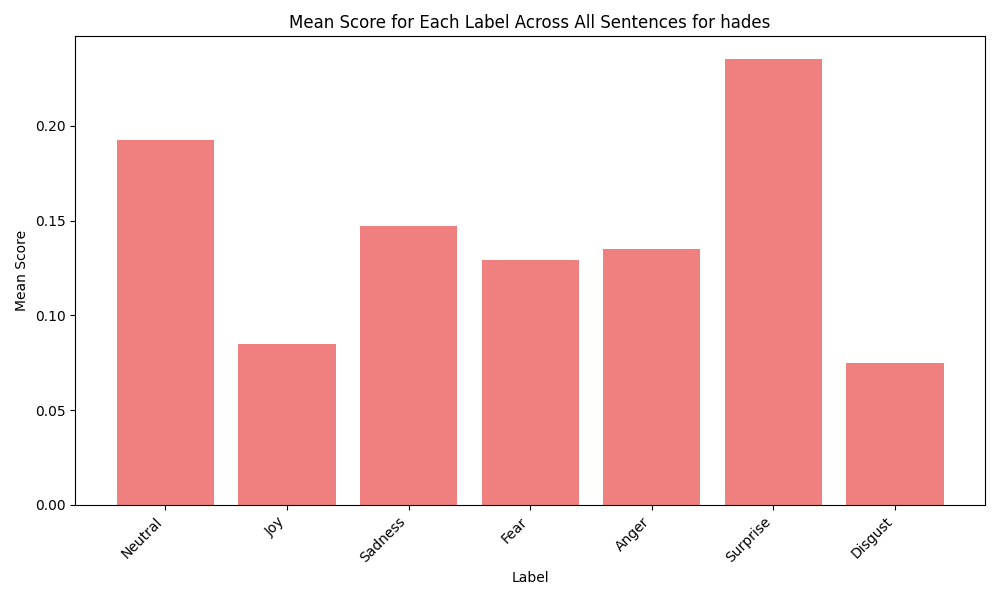 Mean Score for Each Label Across All Sentences for hades
Mean Score
0.20
0.15
0.10
0.05
0.00
Neutral
Joy
Sadness
Fear
Anger
Surprise
Disgust
Label